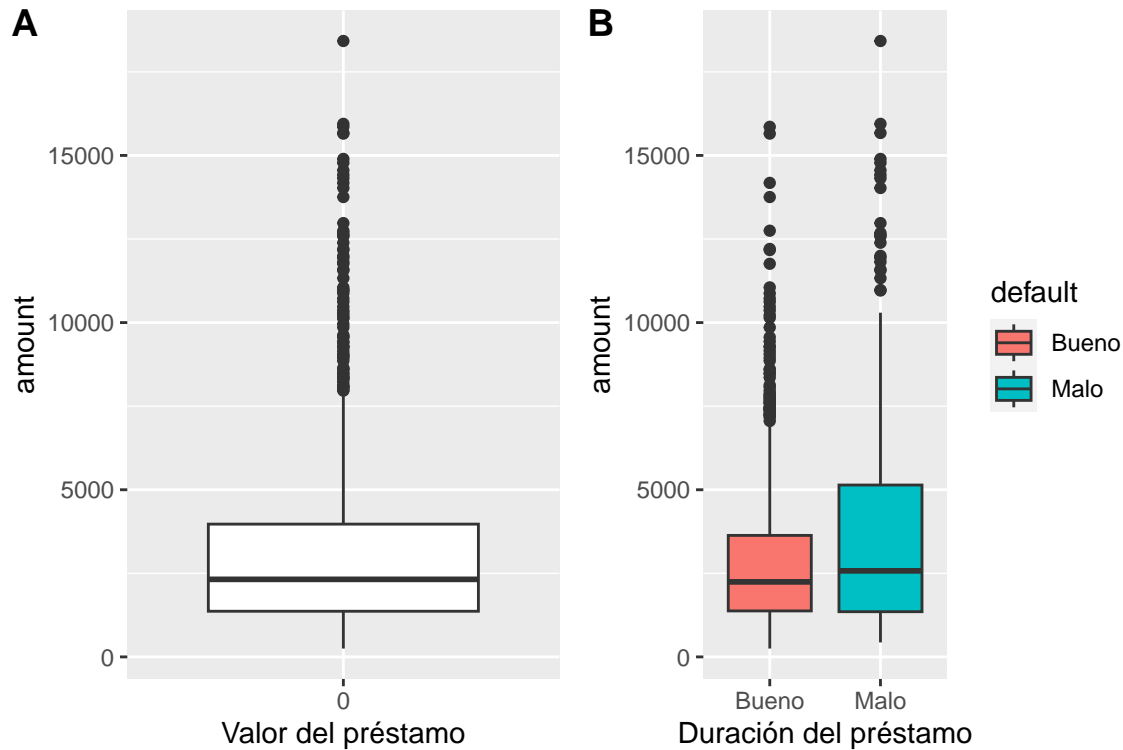 A
amount
15000
10000
5000
0
0
Valor del préstamo
B
amount
15000
10000
5000
0
Bueno
Malo
Duración del préstamo
default
Bueno
Malo